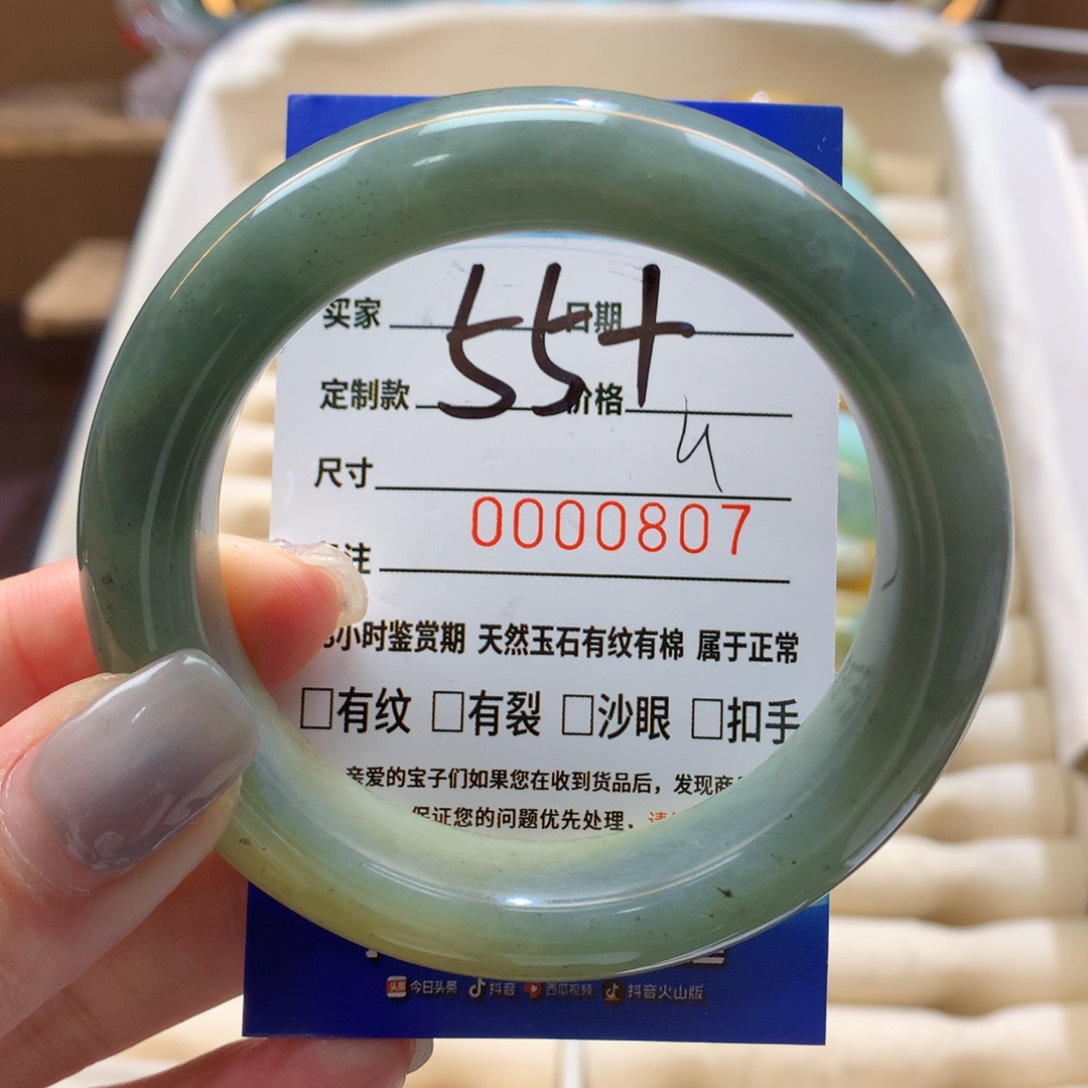 买家 日期
55+
定制款 价格
尺寸
0000807
注
小时鉴赏期 天然玉石有纹有棉 属于正常
□有纹 □有裂 □沙眼 □扣手
亲爱的宝子们如果您在收到货品后，发现商
保证您的问题优先处理，请
今日头条 抖音 西瓜视频 抖音火山版